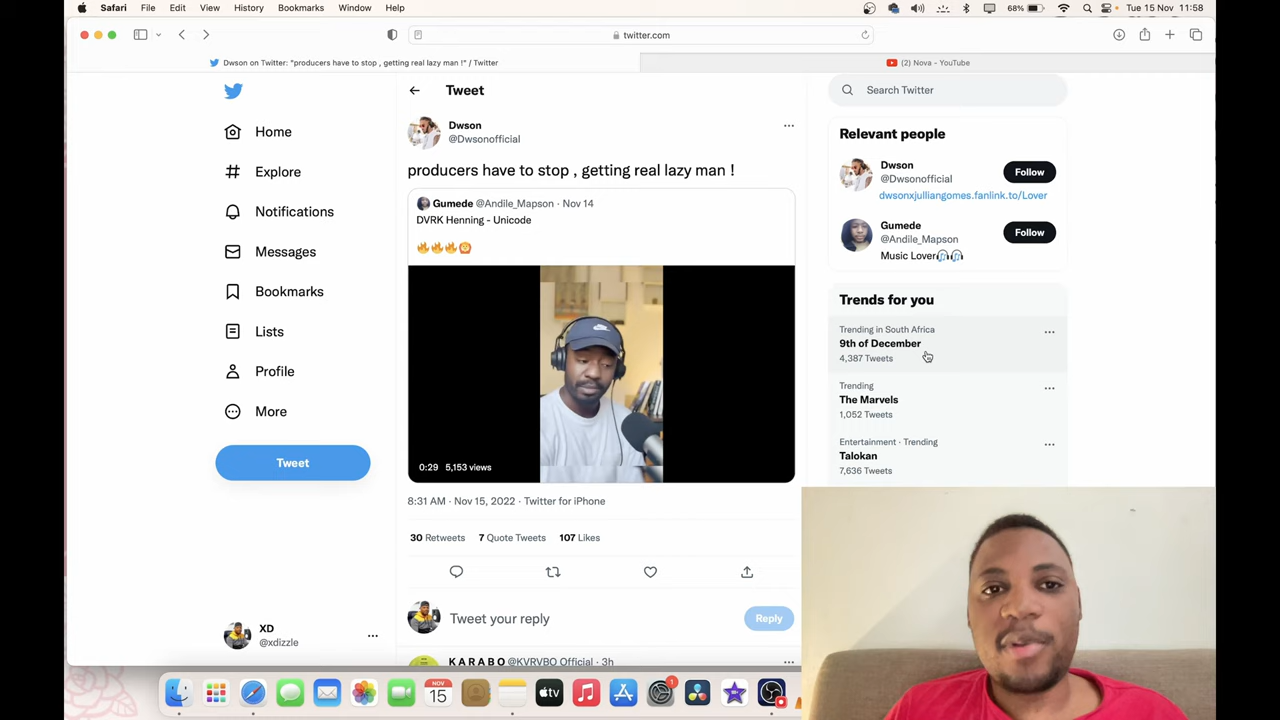 Safari File Edit View History Bookmarks Window Help
68% Tue 15 Nov 11:58
twitter.com
Dwson on Twitter: "producers have to stop , getting real lazy man !" / Twitter
(2) Nova - YouTube
Home
Explore
Notifications
Messages
Bookmarks
Lists
Profile
More
Tweet
XD
@xdizzle
Tweet
Dwson
@Dwsonofficial
producers have to stop , getting real lazy man !
Gumede @Andile_Mapson · Nov 14
DVRK Henning - Unicode
0:29 5,153 views
8:31 AM · Nov 15, 2022 · Twitter for iPhone
30 Retweets 7 Quote Tweets 107 Likes
Tweet your reply
Reply
K A R A B O @KVRVBO_Official · 3h
Search Twitter
Relevant people
Dwson
@Dwsonofficial
Follow
dwsonxjulliangomes.fanlink.to/Lover
Gumede
@Andile_Mapson
Follow
Music Lover
Trends for you
Trending in South Africa
9th of December
4,387 Tweets
Trending
The Marvels
1,052 Tweets
Entertainment · Trending
Talokan
7,636 Tweets
NOV
15
tv
1